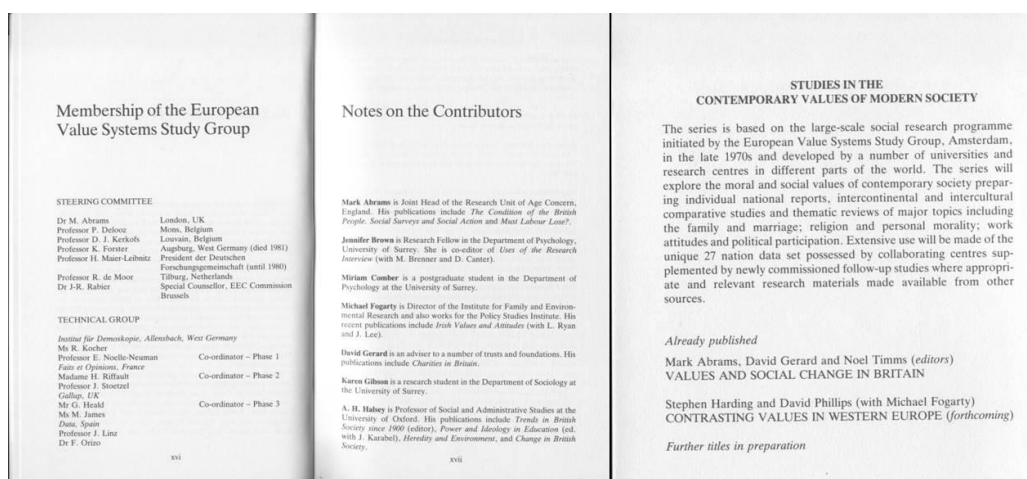 Membership of the European
Value Systems Study Group
STEERING COMMITTEE
Dr M. Abrams London, UK
Professor P. Delooz Mons, Belgium
Professor D. J. Kerkofs Louvain, Belgium
Professor K. Forster Augsburg, West Germany (died 1981)
Professor H. Maier-Leibnitz President der Deutschen
Forschungsgemeinschaft (until 1980)
Professor R. de Moor Tilburg, Netherlands
Dr J-R. Rabier Special Counsellor, EEC Commission
Brussels
TECHNICAL GROUP
Institut für Demoskopie, Allensbach, West Germany
Ms R. Kocher
Professor E. Noelle-Neuman Co-ordinator – Phase 1
Faits et Opinions, France
Madame H. Riffault Co-ordinator – Phase 2
Professor J. Stoetzel
Gallup, UK
Mr G. Heald Co-ordinator – Phase 3
Ms M. James
Data, Spain
Professor J. Linz
Dr F. Orizo
xvi
Notes on the Contributors
Mark Abrams is Joint Head of the Research Unit of Age Concern,
England. His publications include The Condition of the British
People. Social Surveys and Social Action and Must Labour Lose?.
Jennifer Brown is Research Fellow in the Department of Psychology,
University of Surrey. She is co-editor of Uses of the Research
Interview (with M. Brenner and D. Canter).
Miriam Comber is a postgraduate student in the Department of
Psychology at the University of Surrey.
Michael Fogarty is Director of the Institute for Family and Environ-
mental Research and also works for the Policy Studies Institute. His
recent publications include Irish Values and Attitudes (with L. Ryan
and J. Lee).
David Gerard is an adviser to a number of trusts and foundations. His
publications include Charities in Britain.
Karen Gibson is a research student in the Department of Sociology at
the University of Surrey.
A. H. Halsey is Professor of Social and Administrative Studies at the
University of Oxford. His publications include Trends in British
Society since 1900 (editor), Power and Ideology in Education (ed.
with J. Karabel), Heredity and Environment, and Change in British
Society.
xvii
STUDIES IN THE
CONTEMPORARY VALUES OF MODERN SOCIETY
The series is based on the large-scale social research programme
initiated by the European Value Systems Study Group, Amsterdam,
in the late 1970s and developed by a number of universities and
research centres in different parts of the world. The series will
explore the moral and social values of contemporary society prepar-
ing individual national reports, intercontinental and intercultural
comparative studies and thematic reviews of major topics including
the family and marriage; religion and personal morality; work
attitudes and political participation. Extensive use will be made of the
unique 27 nation data set possessed by collaborating centres sup-
plemented by newly commissioned follow-up studies where appropri-
ate and relevant research materials made available from other
sources.
Already published
Mark Abrams, David Gerard and Noel Timms (editors)
VALUES AND SOCIAL CHANGE IN BRITAIN
Stephen Harding and David Phillips (with Michael Fogarty)
CONTRASTING VALUES IN WESTERN EUROPE (forthcoming)
Further titles in preparation